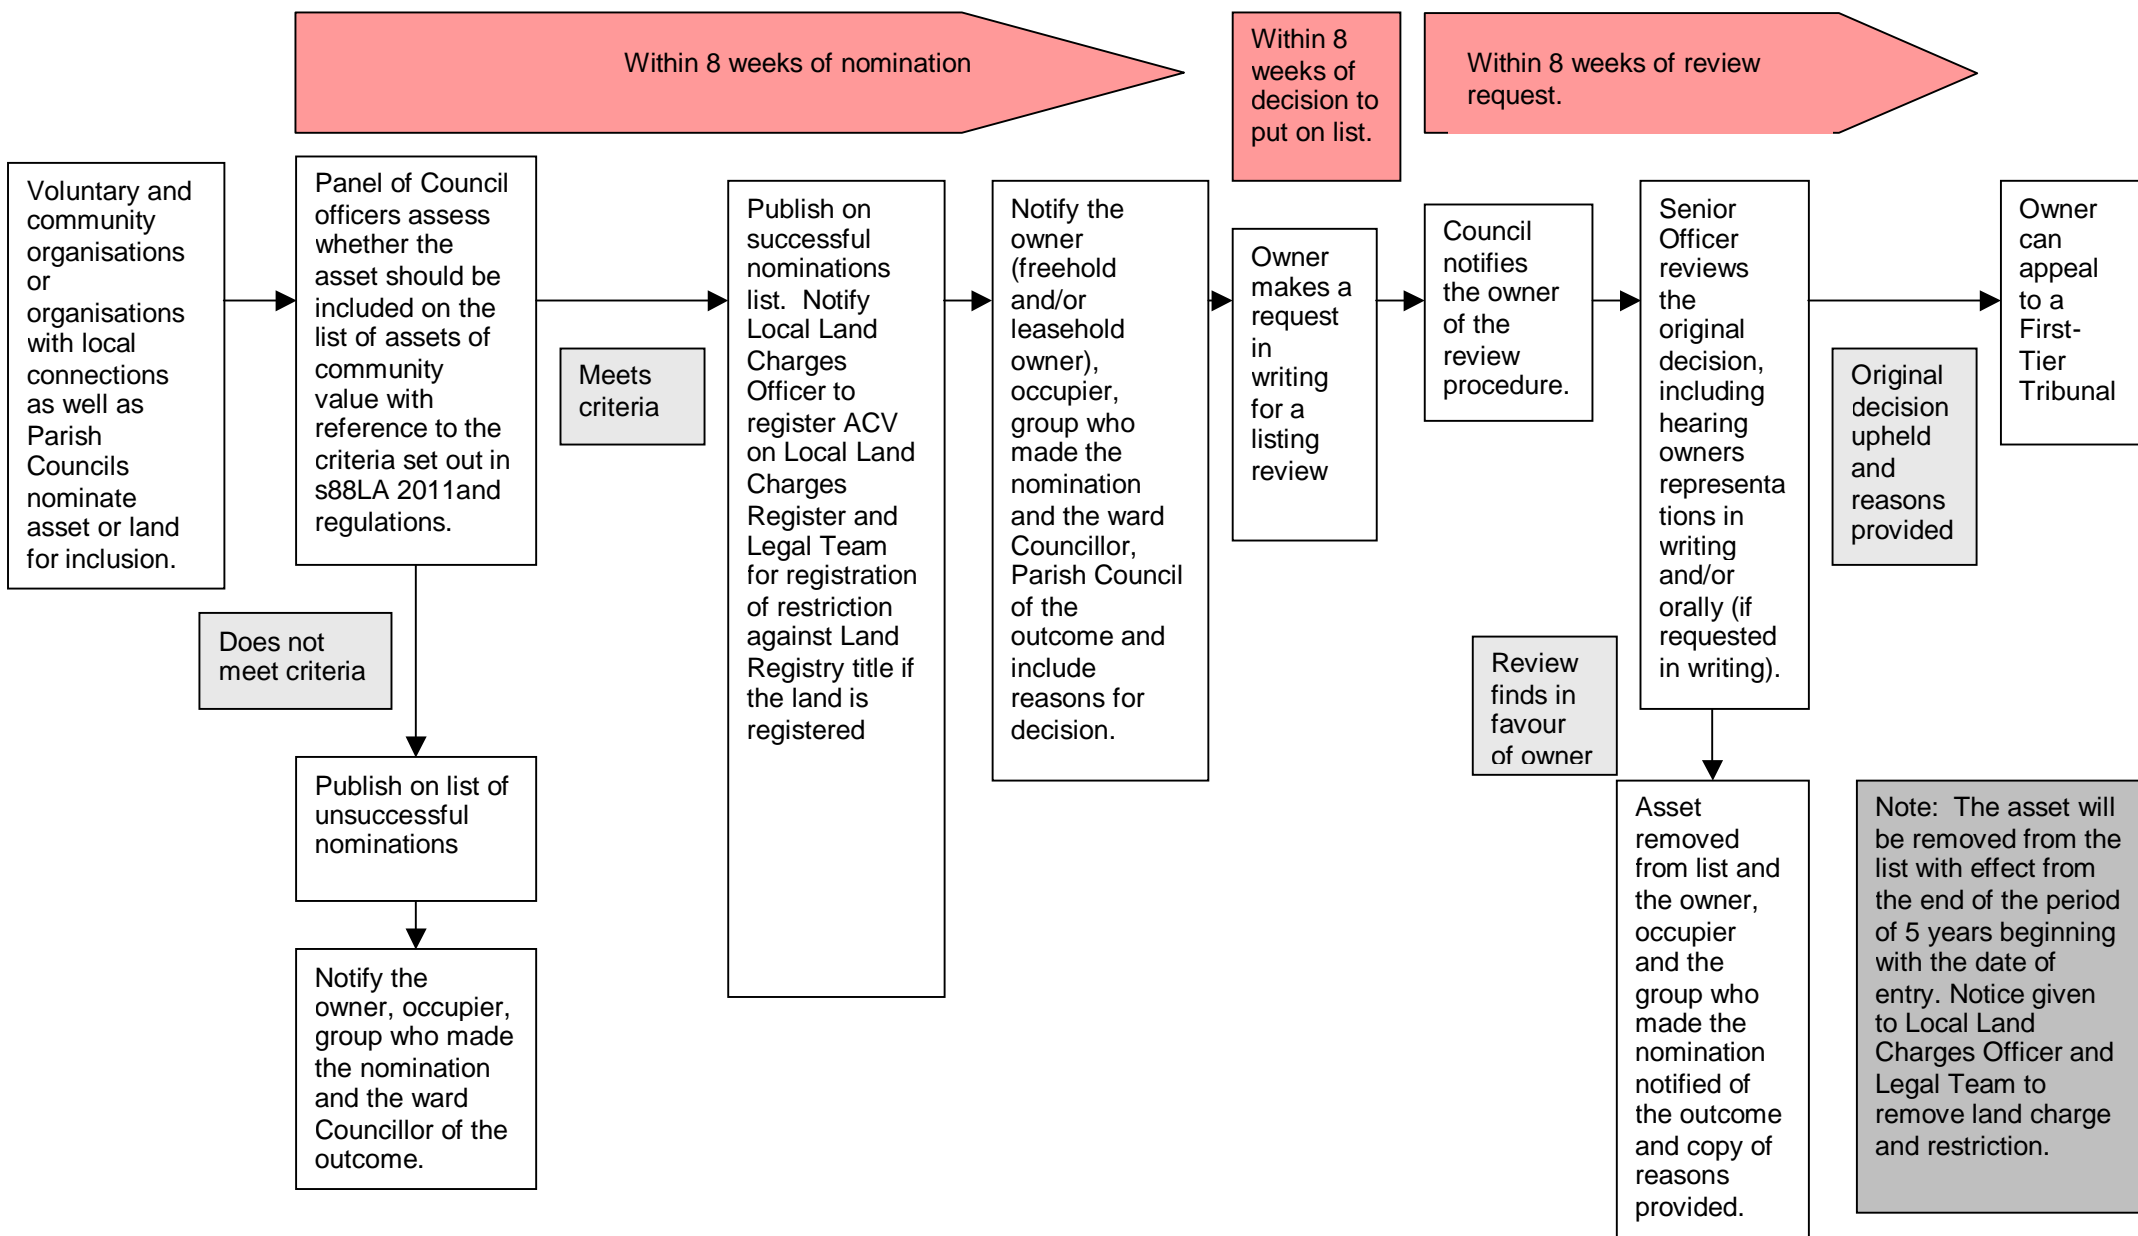 Within 8 weeks of nomination
Within 8
weeks of
decision to
put on list.
Within 8 weeks of review
request.
Voluntary and
community
organisations
or
organisations
with local
connections
as well as
Parish
Councils
nominate
asset or land
for inclusion.
Panel of Council
officers assess
whether the
asset should be
included on the
list of assets of
community
value with
reference to the
criteria set out in
s88LA 2011and
regulations.
Meets
criteria
Does not
meet criteria
Publish on list of
unsuccessful
nominations
Notify the
owner, occupier,
group who made
the nomination
and the ward
Councillor of the
outcome.
Publish on
successful
nominations
list.  Notify
Local Land
Charges
Officer to
register ACV
on Local Land
Charges
Register and
Legal Team
for registration
of restriction
against Land
Registry title if
the land is
registered
Notify the
owner
(freehold
and/or
leasehold
owner),
occupier,
group who
made the
nomination
and the ward
Councillor,
Parish Council
of the
outcome and
include
reasons for
decision.
Owner
makes a
request
in
writing
for a
listing
review
Council
notifies
the owner
of the
review
procedure.
Senior
Officer
reviews
the
original
decision,
including
hearing
owners
representa
tions in
writing
and/or
orally (if
requested
in writing).
Review
finds in
favour
of owner
Asset
removed
from list and
the owner,
occupier
and the
group who
made the
nomination
notified of
the outcome
and copy of
reasons
provided.
Original
decision
upheld
and
reasons
provided
Owner
can
appeal
to a
First-
Tier
Tribunal
Note:  The asset will
be removed from the
list with effect from
the end of the period
of 5 years beginning
with the date of
entry. Notice given
to Local Land
Charges Officer and
Legal Team to
remove land charge
and restriction.